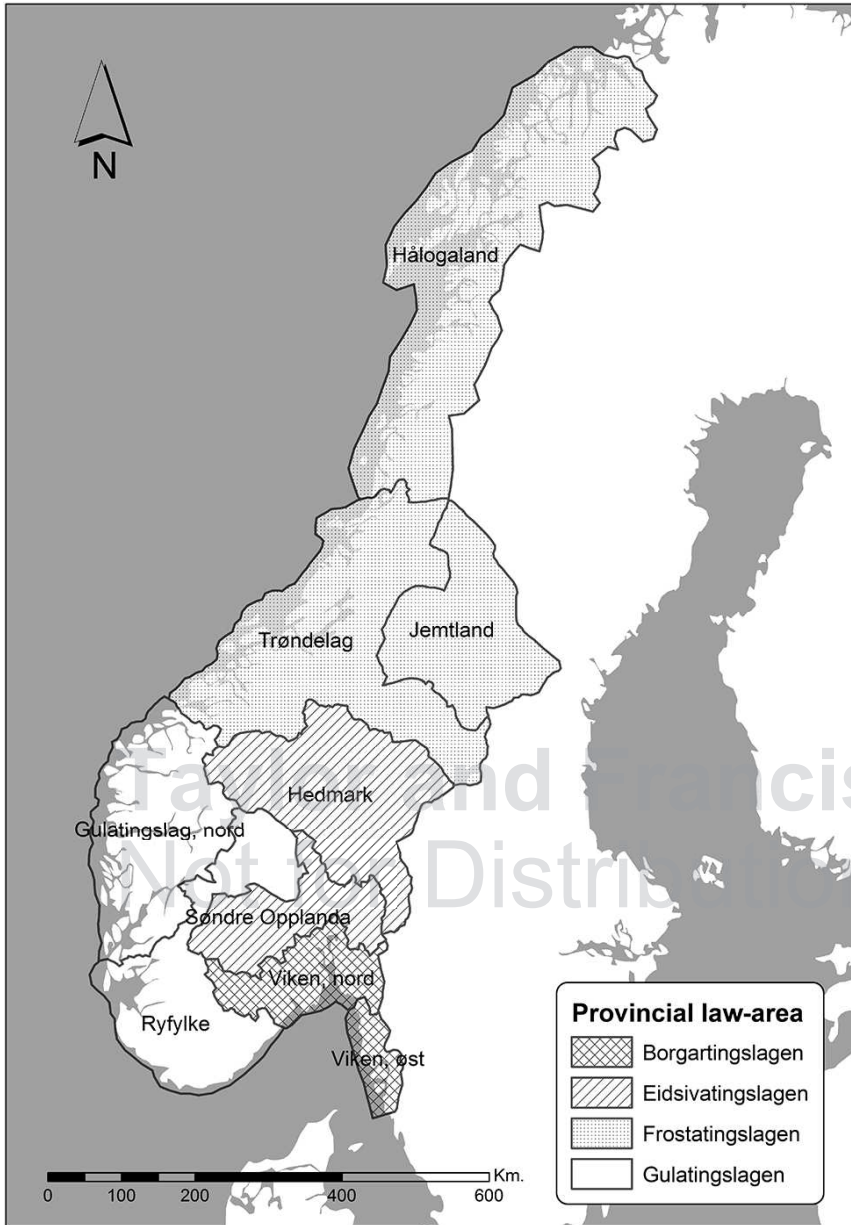 N
Hålogaland
Trøndelag
Jemtland
Hedmark
Taylor and Francis
Gulatingslag, nord
Not for Distribution
Søndre Opplanda
Viken, nord
Ryfylke
Viken, øst
Provincial law-area
Borgartingslagen
Eidsivatingslagen
Frostatingslagen
Gulatingslagen
Km.
0 100 200 400 600